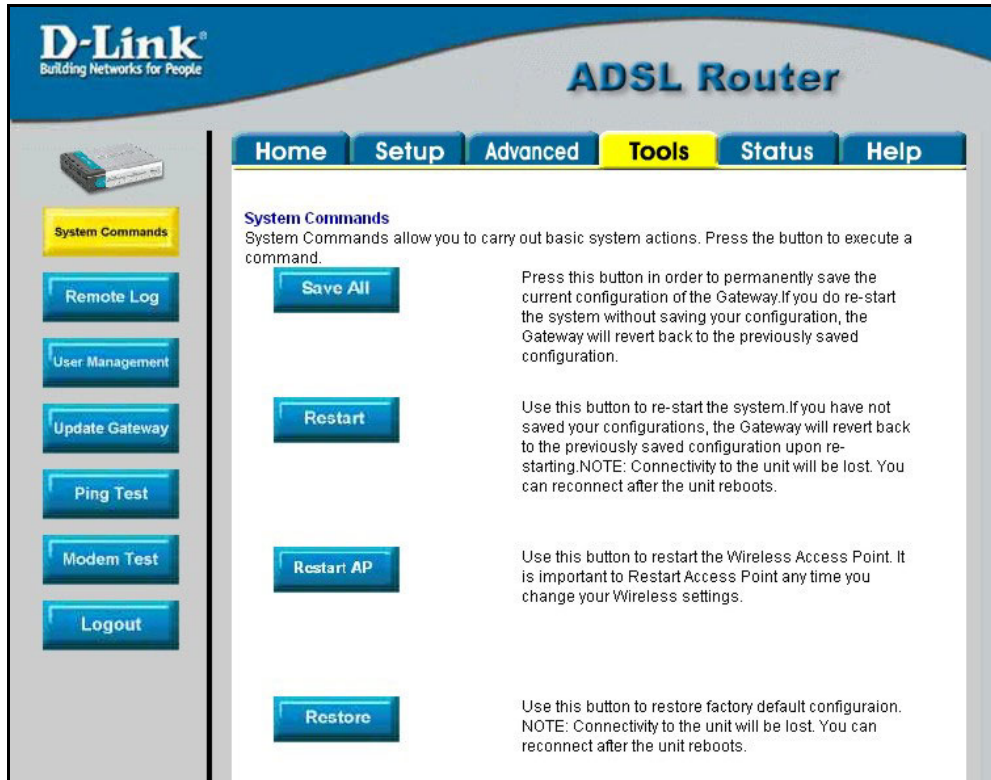 D-Link®
Building Networks for People
ADSL Router
Home
Setup
Advanced
Tools
Status
Help
System Commands
Remote Log
User Management
Update Gateway
Ping Test
Modem Test
Logout
System Commands
System Commands allow you to carry out basic system actions. Press the button to execute a
command.
Save All
Press this button in order to permanently save the
current configuration of the Gateway.If you do re-start
the system without saving your configuration, the
Gateway will revert back to the previously saved
configuration.
Restart
Use this button to re-start the system.If you have not
saved your configurations, the Gateway will revert back
to the previously saved configuration upon re-
starting.NOTE: Connectivity to the unit will be lost. You
can reconnect after the unit reboots.
Restart AP
Use this button to restart the Wireless Access Point. It
is important to Restart Access Point any time you
change your Wireless settings.
Restore
Use this button to restore factory default configuraion.
NOTE: Connectivity to the unit will be lost. You can
reconnect after the unit reboots.